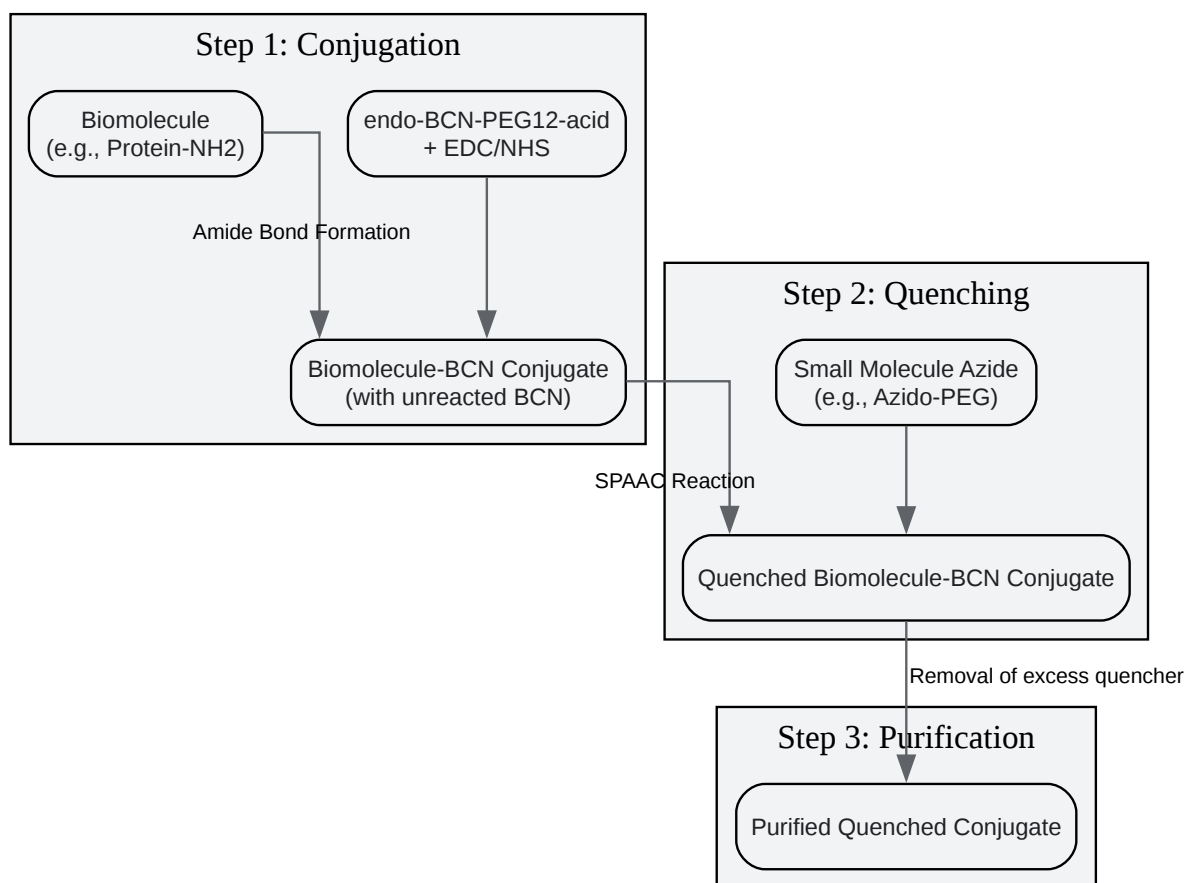 Step 1: Conjugation
Biomolecule
(e.g., Protein-NH2)
endo-BCN-PEG12-acid
+ EDC/NHS
Amide Bond Formation
Biomolecule-BCN Conjugate
(with unreacted BCN)
Step 2: Quenching
Small Molecule Azide
(e.g., Azido-PEG)
SPAAC Reaction
Quenched Biomolecule-BCN Conjugate
Removal of excess quencher
Step 3: Purification
Purified Quenched Conjugate